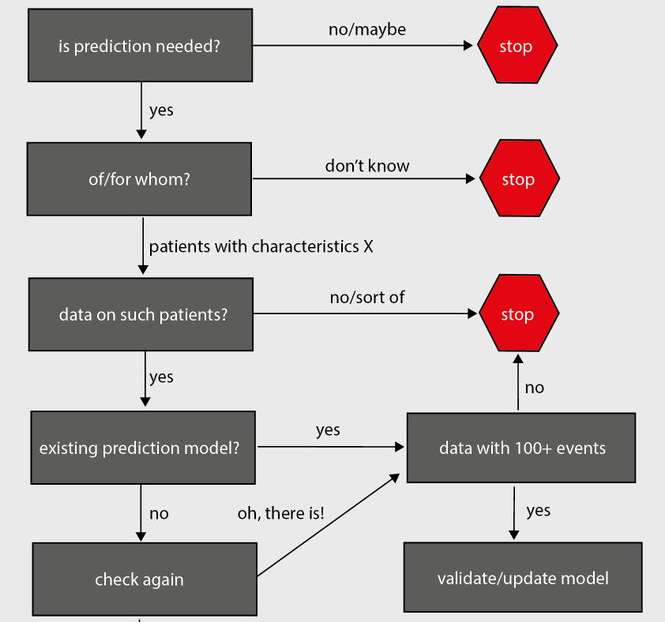 is prediction needed?
no/maybe
stop
yes
of/for whom?
don't know
stop
patients with characteristics X
data on such patients?
no/sort of
stop
yes
no
existing prediction model?
yes
data with 100+ events
no
oh, there is!
yes
check again
validate/update model